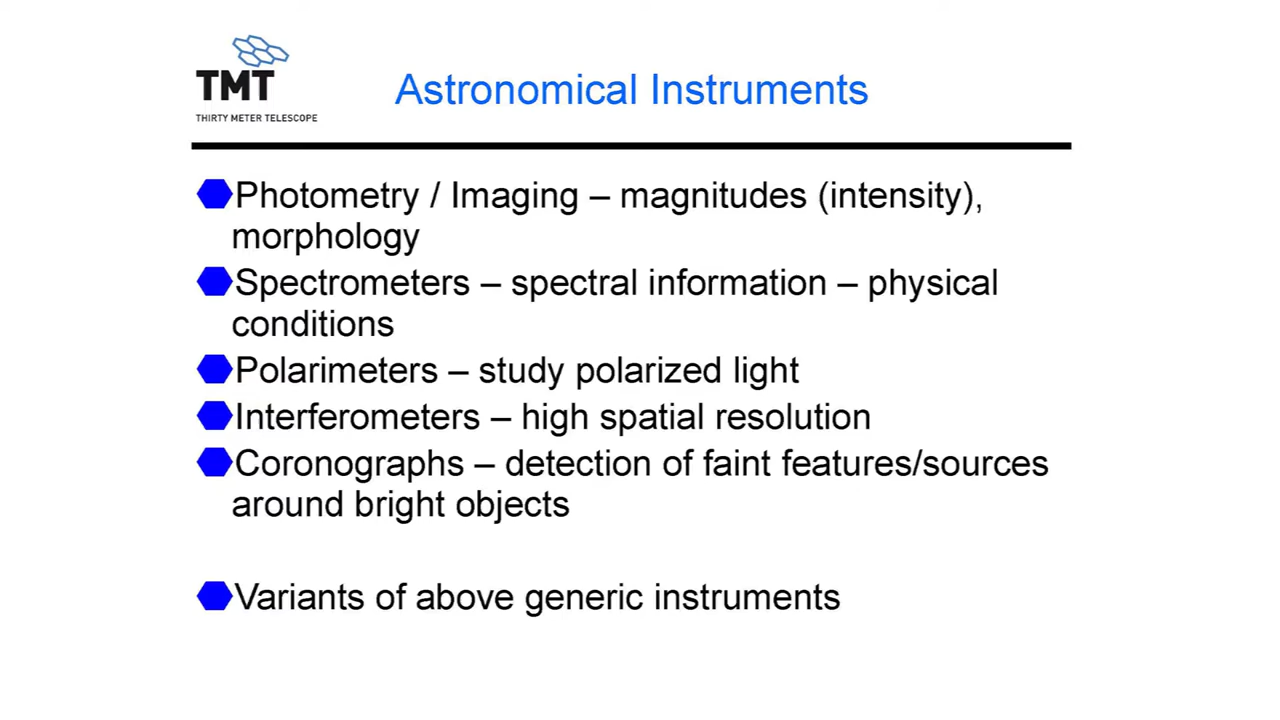 TMT
THIRTY METER TELESCOPE
Astronomical Instruments
Photometry / Imaging – magnitudes (intensity),
morphology
Spectrometers – spectral information – physical
conditions
Polarimeters – study polarized light
Interferometers – high spatial resolution
Coronographs – detection of faint features/sources
around bright objects
Variants of above generic instruments